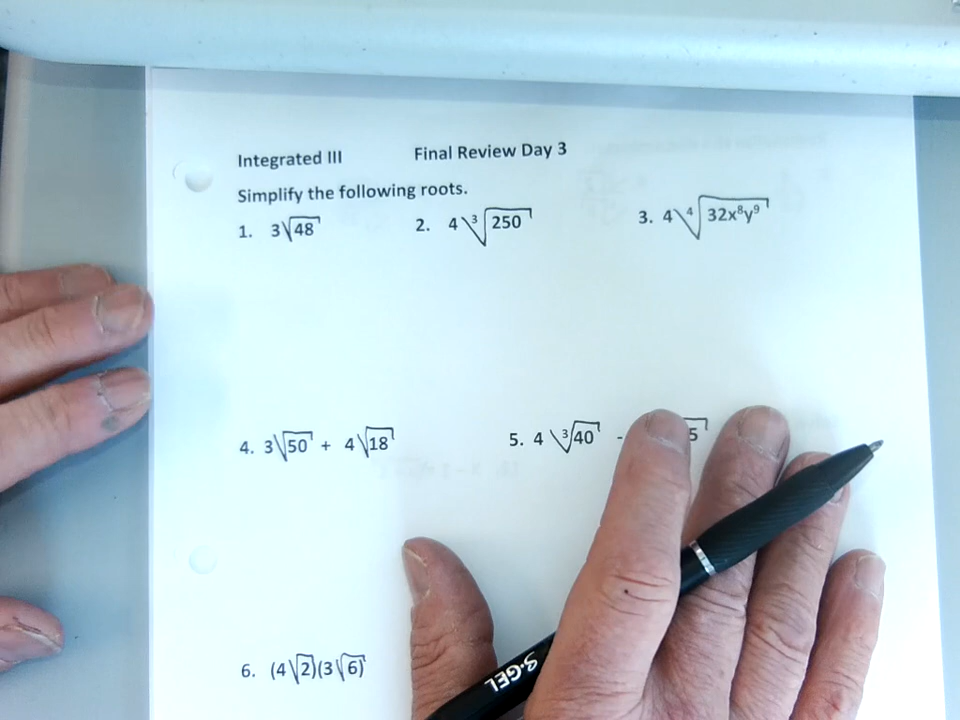 Integrated III Final Review Day 3
Simplify the following roots.
1. 3√48 2. 4∛250 3. 4∜32x⁸y⁹
4. 3√50 + 4√18 5. 4 ∛40 - 5
6. (4√2)(3√6)
S·GEL